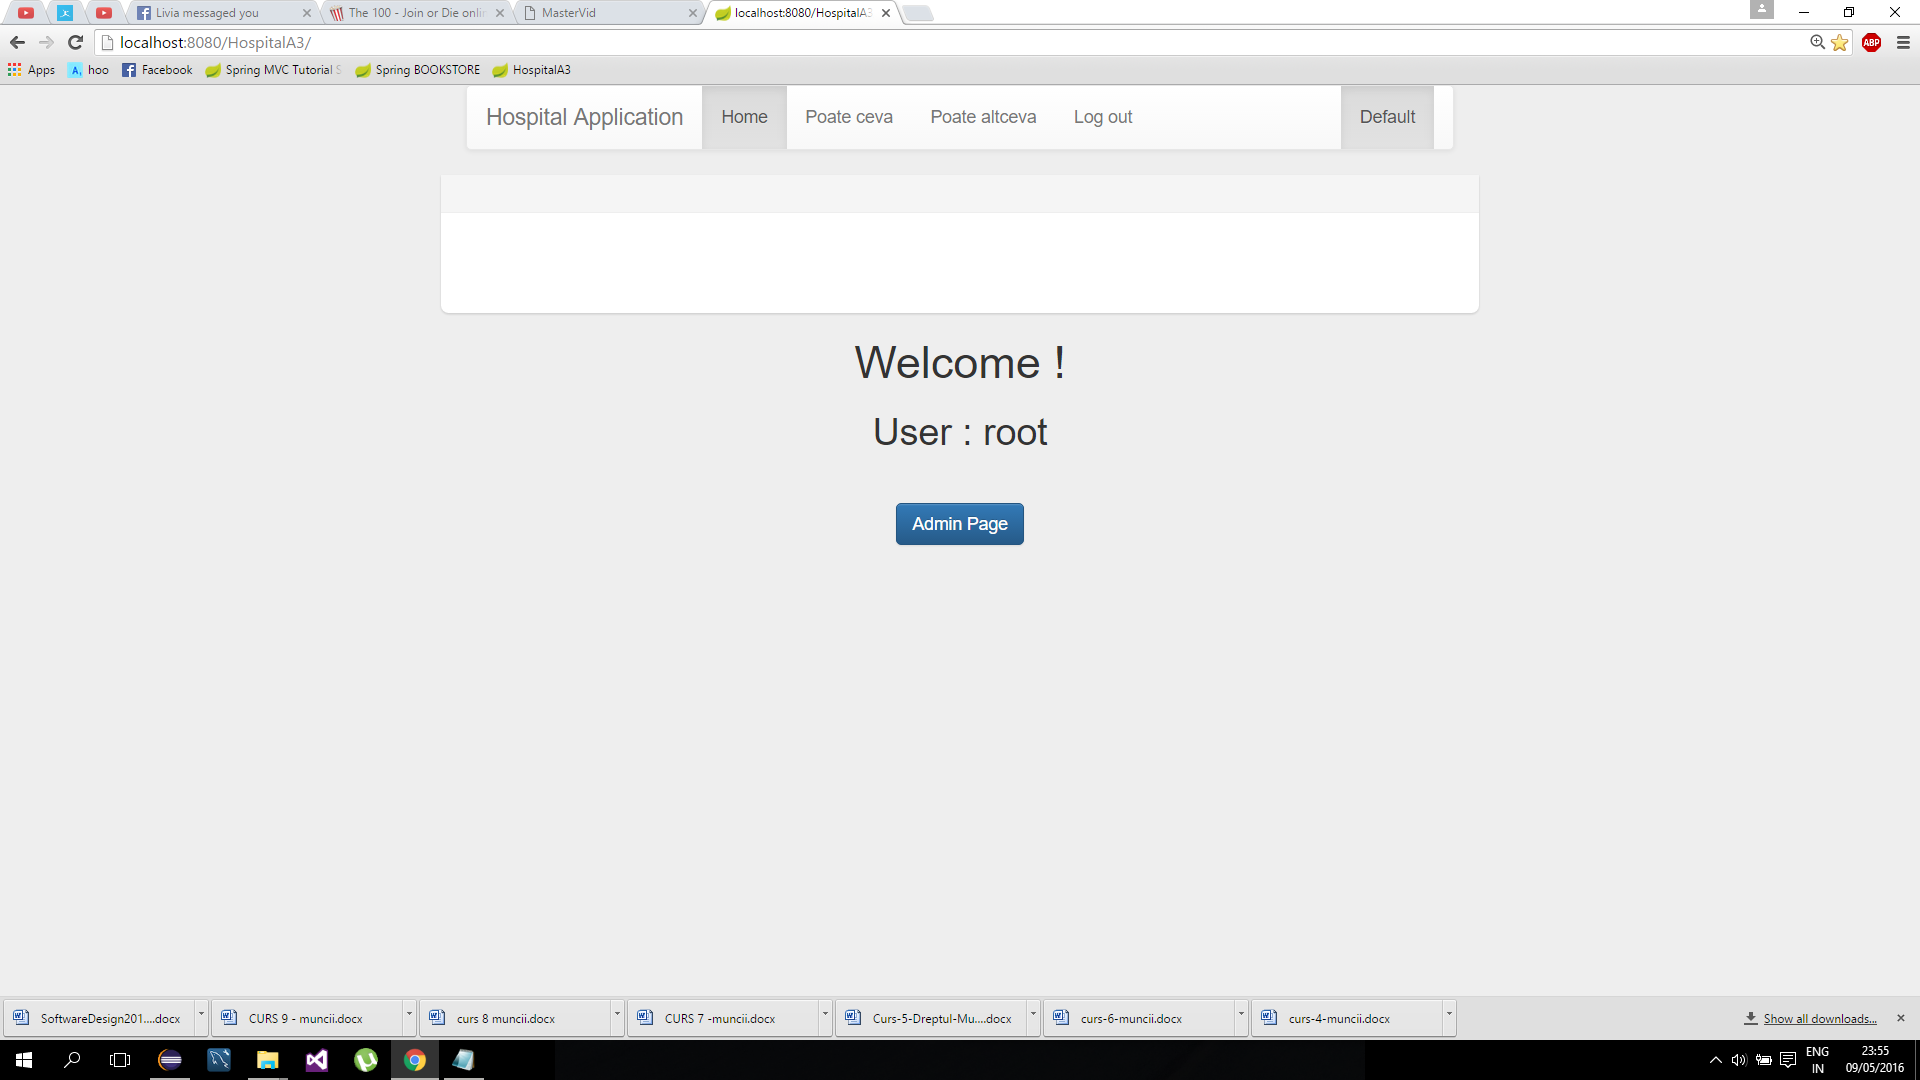 Livia messaged you
The 100 - Join or Die onlin
MasterVid
localhost:8080/HospitalA3
localhost:8080/HospitalA3/
ABP
Apps
A, hoo
Facebook
Spring MVC Tutorial S
Spring BOOKSTORE
HospitalA3
Hospital Application
Home
Poate ceva
Poate altceva
Log out
Default
Welcome !
User : root
Admin Page
SoftwareDesign201....docx
CURS 9 - muncii.docx
curs 8 muncii.docx
CURS 7 -muncii.docx
Curs-5-Dreptul-Mu....docx
curs-6-muncii.docx
curs-4-muncii.docx
Show all downloads...
ENG
IN
23:55
09/05/2016